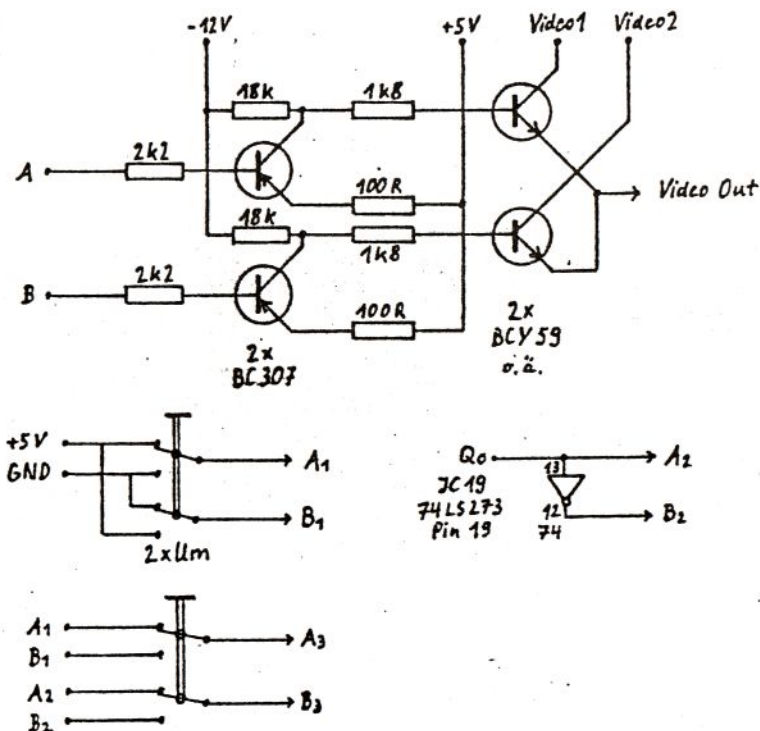 -12V +5V Video1 Video2
18k 1k8
2k2
A
100R Video Out
18k
1k8
2k2
B
100R
2x
BC307
2x
BCY59
o.ä.
+5V
GND
A1
B1
2xUm
Q0 A2
13
IC19
74LS273
Pin 19
12
74
B2
A1 A3
B1
A2 B3
B2